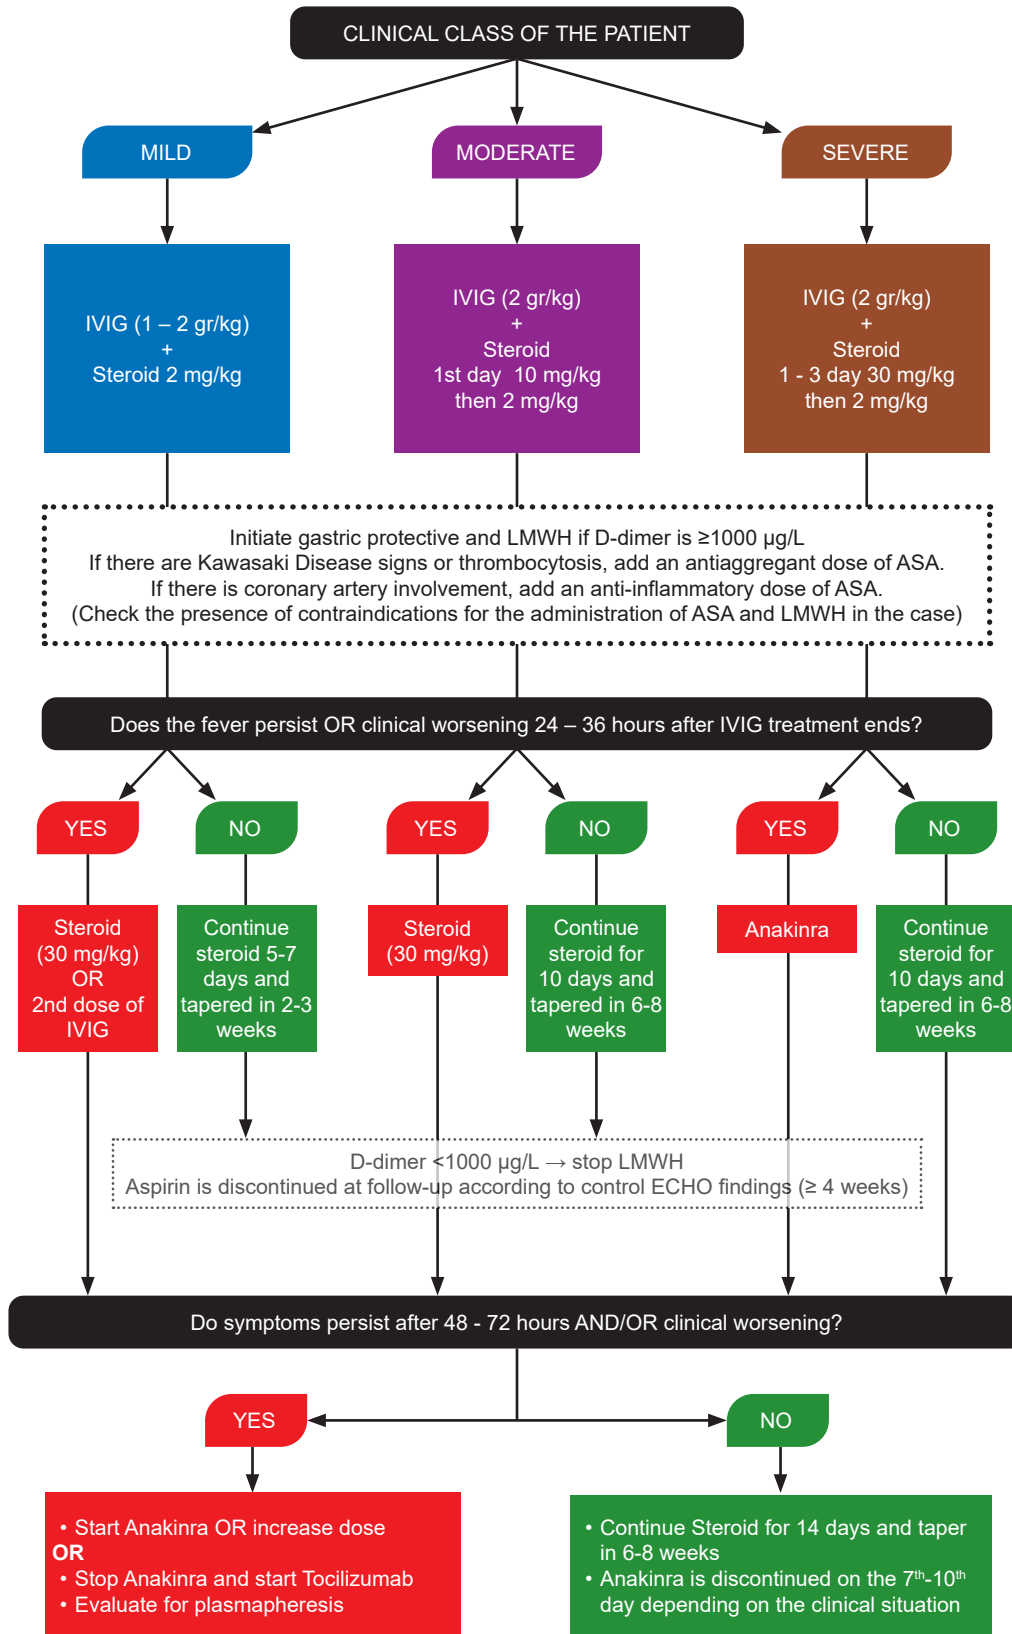 CLINICAL CLASS OF THE PATIENT
MILD
MODERATE
SEVERE
IVIG (1 – 2 gr/kg)
+
Steroid 2 mg/kg
IVIG (2 gr/kg)
+
Steroid
1st day 10 mg/kg
then 2 mg/kg
IVIG (2 gr/kg)
+
Steroid
1 - 3 day 30 mg/kg
then 2 mg/kg
Initiate gastric protective and LMWH if D-dimer is ≥1000 µg/L
If there are Kawasaki Disease signs or thrombocytosis, add an antiaggregant dose of ASA.
If there is coronary artery involvement, add an anti-inflammatory dose of ASA.
(Check the presence of contraindications for the administration of ASA and LMWH in the case)
Does the fever persist OR clinical worsening 24 – 36 hours after IVIG treatment ends?
YES
NO
YES
NO
YES
NO
Steroid
(30 mg/kg)
OR
2nd dose of
IVIG
Continue
steroid 5-7
days and
tapered in 2-3
weeks
Steroid
(30 mg/kg)
Continue
steroid for
10 days and
tapered in 6-8
weeks
Anakinra
Continue
steroid for
10 days and
tapered in 6-8
weeks
D-dimer <1000 µg/L → stop LMWH
Aspirin is discontinued at follow-up according to control ECHO findings (≥ 4 weeks)
Do symptoms persist after 48 - 72 hours AND/OR clinical worsening?
YES
NO
• Start Anakinra OR increase dose
OR
• Stop Anakinra and start Tocilizumab
• Evaluate for plasmapheresis
• Continue Steroid for 14 days and taper
in 6-8 weeks
• Anakinra is discontinued on the 7th-10th
day depending on the clinical situation